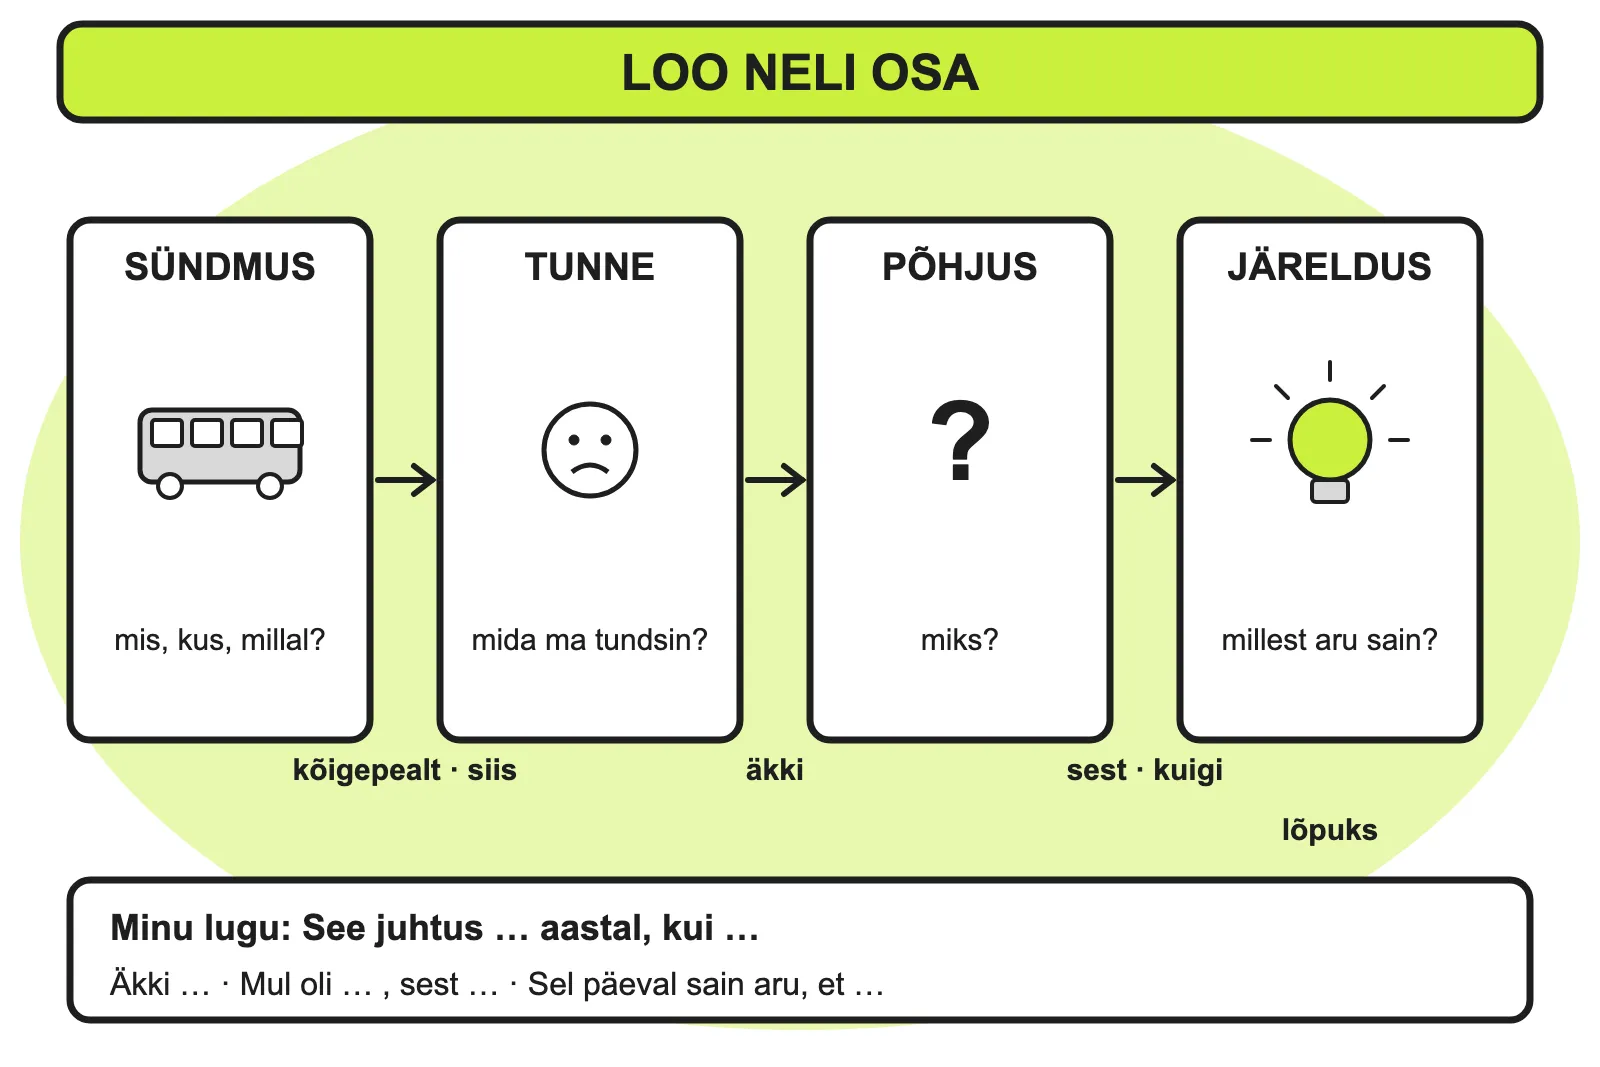 LOO NELI OSA
SÜNDMUS
mis, kus, millal?
TUNNE
mida ma tundsin?
PÕHJUS
?
miks?
JÄRELDUS
millest aru sain?
kõigepealt · siis
äkki
sest · kuigi
lõpuks
Minu lugu: See juhtus … aastal, kui …
Äkki … · Mul oli … , sest … · Sel päeval sain aru, et …